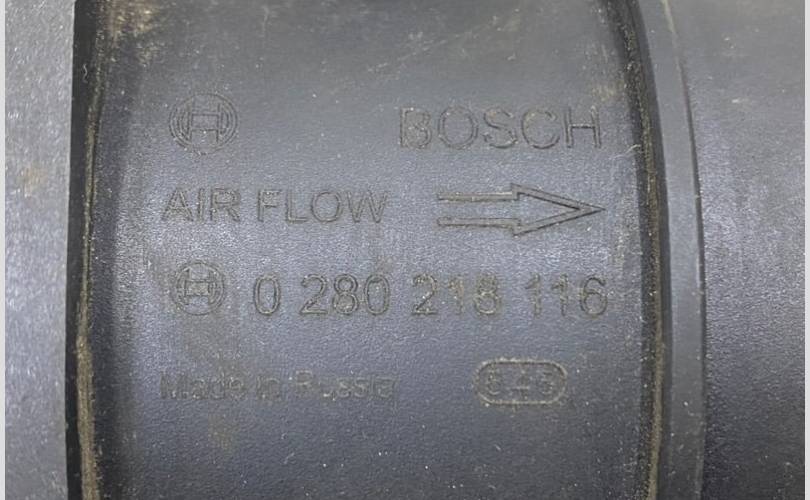 BOSCH
AIR FLOW
0 280 218 116
Made in Russia